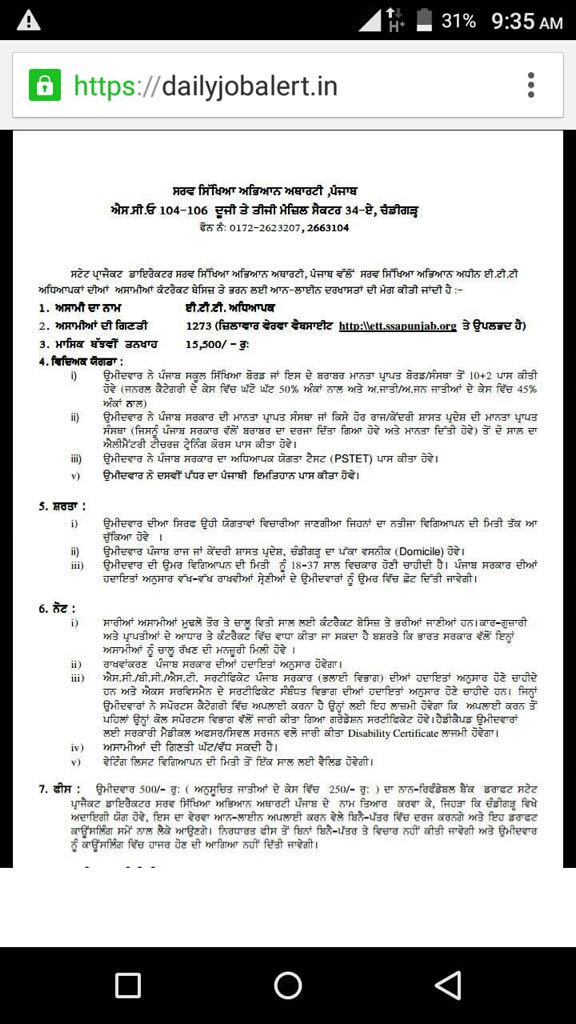 31% 9:35 AM
https://dailyjobalert.in
ਸਰਵ ਸਿੱਖਿਆ ਅਭਿਆਨ ਅਥਾਰਟੀ ,ਪੰਜਾਬ
ਐਸ.ਸੀ.ਓ 104-106 ਦੂਜੀ ਤੇ ਤੀਜੀ ਮੰਜ਼ਿਲ ਸੈਕਟਰ 34-ਏ, ਚੰਡੀਗੜ੍ਹ
ਫੋਨ ਨੰ: 0172-2623207, 2663104
ਸਟੇਟ ਪ੍ਰਾਜੈਕਟ ਡਾਇਰੈਕਟਰ ਸਰਵ ਸਿੱਖਿਆ ਅਭਿਆਨ ਅਥਾਰਟੀ, ਪੰਜਾਬ ਵੱਲੋਂ ਸਰਵ ਸਿੱਖਿਆ ਅਭਿਆਨ ਅਧੀਨ ਈ.ਟੀ.ਟੀ
ਅਧਿਆਪਕਾਂ ਦੀਆਂ ਅਸਾਮੀਆਂ ਕੰਟਰੈਕਟ ਬੇਸਿਜ਼ ਤੇ ਭਰਨ ਲਈ ਆਨ-ਲਾਈਨ ਦਰਖਾਸਤਾਂ ਦੀ ਮੰਗ ਕੀਤੀ ਜਾਂਦੀ ਹੈ :-
1. ਅਸਾਮੀ ਦਾ ਨਾਮ ਈ.ਟੀ.ਟੀ. ਅਧਿਆਪਕ
2. ਅਸਾਮੀਆਂ ਦੀ ਗਿਣਤੀ 1273 (ਜ਼ਿਲਾਵਾਰ ਵੇਰਵਾ ਵੈਬਸਾਈਟ http://ett.ssapunjab.org ਤੇ ਉਪਲਬਦ ਹੈ)
3. ਮਾਸਿਕ ਬੱਝਵੀਂ ਤਨਖਾਹ 15,500/- ਰੁ:
4. ਵਿਦਿਅਕ ਯੋਗਤਾ :
i) ਉਮੀਦਵਾਰ ਨੇ ਪੰਜਾਬ ਸਕੂਲ ਸਿੱਖਿਆ ਬੋਰਡ ਜਾਂ ਇਸ ਦੇ ਬਰਾਬਰ ਮਾਨਤਾ ਪ੍ਰਾਪਤ ਬੋਰਡ/ਸੰਸਥਾ ਤੋਂ 10+2 ਪਾਸ ਕੀਤੀ
ਹੋਵੇ (ਜਨਰਲ ਕੈਟੇਗਰੀ ਦੇ ਕੇਸ ਵਿੱਚ ਘੱਟੋ ਘੱਟ 50% ਅੰਕਾਂ ਨਾਲ ਅਤੇ ਅ.ਜਾਤੀ/ਅ.ਜਨ ਜਾਤੀਆਂ ਦੇ ਕੇਸ ਵਿੱਚ 45%
ਅੰਕਾਂ ਨਾਲ)
ii) ਉਮੀਦਵਾਰ ਨੇ ਪੰਜਾਬ ਸਰਕਾਰ ਦੀ ਮਾਨਤਾ ਪ੍ਰਾਪਤ ਸੰਸਥਾ ਜਾਂ ਕਿਸੇ ਹੋਰ ਰਾਜ/ਕੇਂਦਰੀ ਸ਼ਾਸਤ ਪ੍ਰਦੇਸ਼ ਦੀ ਮਾਨਤਾ ਪ੍ਰਾਪਤ
ਸੰਸਥਾ (ਜਿਸਨੂੰ ਪੰਜਾਬ ਸਰਕਾਰ ਵੱਲੋਂ ਬਰਾਬਰ ਦਾ ਦਰਜਾ ਦਿੱਤਾ ਗਿਆ ਹੋਵੇ ਅਤੇ ਮਾਨਤਾ ਦਿੱਤੀ ਹੋਵੇ) ਤੋਂ ਦੋ ਸਾਲ ਦਾ
ਐਲੀਮੈਂਟਰੀ ਟੀਚਰਜ਼ ਟ੍ਰੇਨਿੰਗ ਕੋਰਸ ਪਾਸ ਕੀਤਾ ਹੋਵੇ।
iii) ਉਮੀਦਵਾਰ ਨੇ ਪੰਜਾਬ ਸਰਕਾਰ ਦਾ ਅਧਿਆਪਕ ਯੋਗਤਾ ਟੈਸਟ (PSTET) ਪਾਸ ਕੀਤਾ ਹੋਵੇ।
v) ਉਮੀਦਵਾਰ ਨੇ ਦਸਵੀਂ ਪੱਧਰ ਦਾ ਪੰਜਾਬੀ ਇਮਤਿਹਾਨ ਪਾਸ ਕੀਤਾ ਹੋਵੇ।
5. ਸ਼ਰਤਾ :
i) ਉਮੀਦਵਾਰ ਦੀਆ ਸਿਰਫ ਉਹੀ ਯੋਗਤਾਵਾਂ ਵਿਚਾਰੀਆ ਜਾਣਗੀਆ ਜਿਹਨਾਂ ਦਾ ਨਤੀਜਾ ਵਿਗਿਆਪਨ ਦੀ ਮਿਤੀ ਤੱਕ ਆ
ਚੁੱਕਿਆ ਹੋਵੇ ।
ii) ਉਮੀਦਵਾਰ ਪੰਜਾਬ ਰਾਜ ਜਾਂ ਕੇਂਦਰੀ ਸ਼ਾਸਤ ਪ੍ਰਦੇਸ਼, ਚੰਡੀਗੜ੍ਹ ਦਾ ਪੱਕਾ ਵਸਨੀਕ (Domicile) ਹੋਵੇ।
iii) ਉਮੀਦਵਾਰ ਦੀ ਉਮਰ ਵਿਗਿਆਪਨ ਦੀ ਮਿਤੀ ਨੂੰ 18-37 ਸਾਲ ਵਿਚਕਾਰ ਹੋਣੀ ਚਾਹੀਦੀ ਹੈ। ਪੰਜਾਬ ਸਰਕਾਰ ਦੀਆਂ
ਹਦਾਇਤਾਂ ਅਨੁਸਾਰ ਵੱਖ-ਵੱਖ ਰਾਖਵੀਆਂ ਸ਼੍ਰੇਣੀਆਂ ਦੇ ਉਮੀਦਵਾਰਾਂ ਨੂੰ ਉਮਰ ਵਿੱਚ ਛੋਟ ਦਿੱਤੀ ਜਾਵੇਗੀ।
6. ਨੋਟ :
i) ਸਾਰੀਆਂ ਅਸਾਮੀਆਂ ਮੁਢਲੇ ਤੌਰ ਤੇ ਚਾਲੂ ਵਿਤੀ ਸਾਲ ਲਈ ਕੰਟਰੈਕਟ ਬੇਸਿਜ਼ ਤੇ ਭਰੀਆਂ ਜਾਣੀਆਂ ਹਨ।ਕਾਰ-ਗੁਜ਼ਾਰੀ
ਅਤੇ ਪ੍ਰਾਪਤੀਆਂ ਦੇ ਆਧਾਰ ਤੇ ਕੰਟਰੈਕਟ ਵਿੱਚ ਵਾਧਾ ਕੀਤਾ ਜਾ ਸਕਦਾ ਹੈ ਬਸ਼ਰਤੇ ਕਿ ਭਾਰਤ ਸਰਕਾਰ ਵੱਲੋਂ ਇਨ੍ਹਾਂ
ਅਸਾਮੀਆਂ ਨੂੰ ਚਾਲੂ ਰੱਖਣ ਦੀ ਮਨਜ਼ੂਰੀ ਮਿਲੀ ਹੋਵੇ ।
ii) ਰਾਖਵਾਂਕਰਣ ਪੰਜਾਬ ਸਰਕਾਰ ਦੀਆਂ ਹਦਾਇਤਾਂ ਅਨੁਸਾਰ ਹੋਵੇਗਾ।
iii) ਐਸ.ਸੀ./ਬੀ.ਸੀ./ਐਸ.ਟੀ. ਸਰਟੀਫਿਕੇਟ ਪੰਜਾਬ ਸਰਕਾਰ (ਭਲਾਈ ਵਿਭਾਗ) ਦੀਆਂ ਹਦਾਇਤਾਂ ਅਨੁਸਾਰ ਹੋਣੇ ਚਾਹੀਦੇ
ਹਨ ਅਤੇ ਐਕਸ ਸਰਵਿਸਮੈਨ ਦੇ ਸਰਟੀਫਿਕੇਟ ਸੰਬੰਧਤ ਵਿਭਾਗ ਦੀਆਂ ਹਦਾਇਤਾਂ ਅਨੁਸਾਰ ਹੋਣੇ ਚਾਹੀਦੇ ਹਨ। ਜਿਨ੍ਹਾਂ
ਉਮੀਦਵਾਰਾਂ ਨੇ ਸਪੋਰਟਸ ਕੈਟੇਗਿਰੀ ਵਿੱਚ ਅਪਲਾਈ ਕਰਨਾ ਹੈ ਉਨ੍ਹਾਂ ਲਈ ਇਹ ਲਾਜ਼ਮੀ ਹੋਵੇਗਾ ਕਿ ਅਪਲਾਈ ਕਰਨ ਤੋਂ
ਪਹਿਲਾਂ ਉਨ੍ਹਾਂ ਕੋਲ ਸਪੋਰਟਸ ਵਿਭਾਗ ਵੱਲੋਂ ਜਾਰੀ ਕੀਤਾ ਗਿਆ ਗਰੇਡੇਸ਼ਨ ਸਰਟੀਫਿਕੇਟ ਹੋਵੇ।ਹੈਂਡੀਕੈਪਡ ਉਮੀਦਵਾਰਾਂ
ਲਈ ਸਰਕਾਰੀ ਮੈਡੀਕਲ ਅਫਸਰ/ਸਿਵਲ ਸਰਜਨ ਵਲੋਂ ਜਾਰੀ ਕੀਤਾ Disability Certificate ਲਾਜਮੀ ਹੋਵੇਗਾ।
iv) ਅਸਾਮੀਆਂ ਦੀ ਗਿਣਤੀ ਘੱਟ/ਵੱਧ ਸਕਦੀ ਹੈ।
v) ਵੇਟਿੰਗ ਲਿਸਟ ਵਿਗਿਆਪਨ ਦੀ ਮਿਤੀ ਤੋਂ ਇੱਕ ਸਾਲ ਲਈ ਵੈਲਿਡ ਹੋਵੇਗੀ।
7. ਫੀਸ : ਉਮੀਦਵਾਰ 500/- ਰੁ: ( ਅਨੁਸੂਚਿਤ ਜਾਤੀਆਂ ਦੇ ਕੇਸ ਵਿੱਚ 250/- ਰੁ: ) ਦਾ ਨਾਨ-ਰਿਫੰਡੇਬਲ ਬੈਂਕ ਡਰਾਫਟ ਸਟੇਟ
ਪ੍ਰਾਜੈਕਟ ਡਾਇਰੈਕਟਰ ਸਰਵ ਸਿੱਖਿਆ ਅਭਿਆਨ ਅਥਾਰਟੀ ਪੰਜਾਬ ਦੇ ਨਾਮ ਤਿਆਰ ਕਰਵਾ ਕੇ, ਜਿਹੜਾ ਕਿ ਚੰਡੀਗੜ੍ਹ ਵਿਖੇ
ਅਦਾਇਗੀ ਯੋਗ ਹੋਵੇ, ਇਸ ਦਾ ਵੇਰਵਾ ਆਨ-ਲਾਈਨ ਅਪਲਾਈ ਕਰਨ ਵੇਲੇ ਬਿਨੈ-ਪੱਤਰ ਵਿੱਚ ਦਰਜ ਕਰਨਗੇ ਅਤੇ ਇਹ ਡਰਾਫਟ
ਕਾਊਂਸਲਿੰਗ ਸਮੇਂ ਨਾਲ ਲੈਕੇ ਆਉਣਗੇ। ਨਿਰਧਾਰਤ ਫੀਸ ਤੋਂ ਬਿਨਾਂ ਬਿਨੈ-ਪੱਤਰ ਤੇ ਵਿਚਾਰ ਨਹੀਂ ਕੀਤੀ ਜਾਵੇਗੀ ਅਤੇ ਉਮੀਦਵਾਰ
ਨੂੰ ਕਾਊਂਸਲਿੰਗ ਵਿੱਚ ਹਾਜਰ ਹੋਣ ਦੀ ਆਗਿਆ ਨਹੀਂ ਦਿੱਤੀ ਜਾਵੇਗੀ।